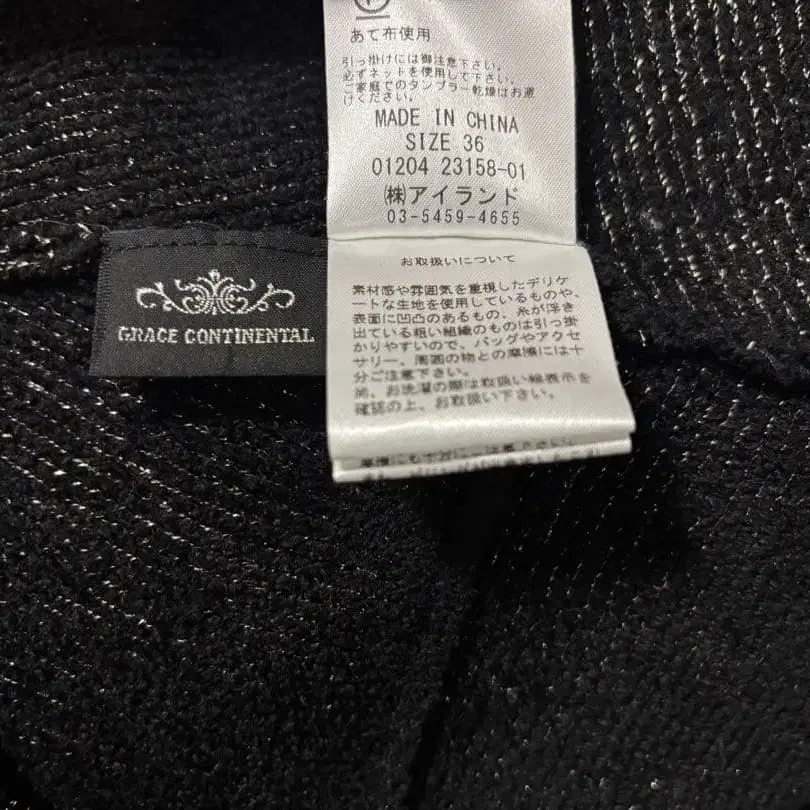 あて布使用
引っ掛けには御注意下さい。
必ずネットを使用して下さい。
ご家庭でのタンブラー乾燥はお避
けください。
MADE IN CHINA
SIZE 36
01204 23158-01
㈱アイランド
03-5459-4655
GRACE CONTINENTAL
お取扱いについて
素材感や雰囲気を重視したデリケ
ートな生地を使用しているものや、
表面に凹凸のあるもの、糸が浮き
出ている粗い組織のものは引っ掛
かりやすいので、バッグやアクセ
サリー、周囲の物との摩擦には十
分ご注意下さい。
尚、お洗濯の際は取扱い絵表示を
確認の上、お取扱い下さい。